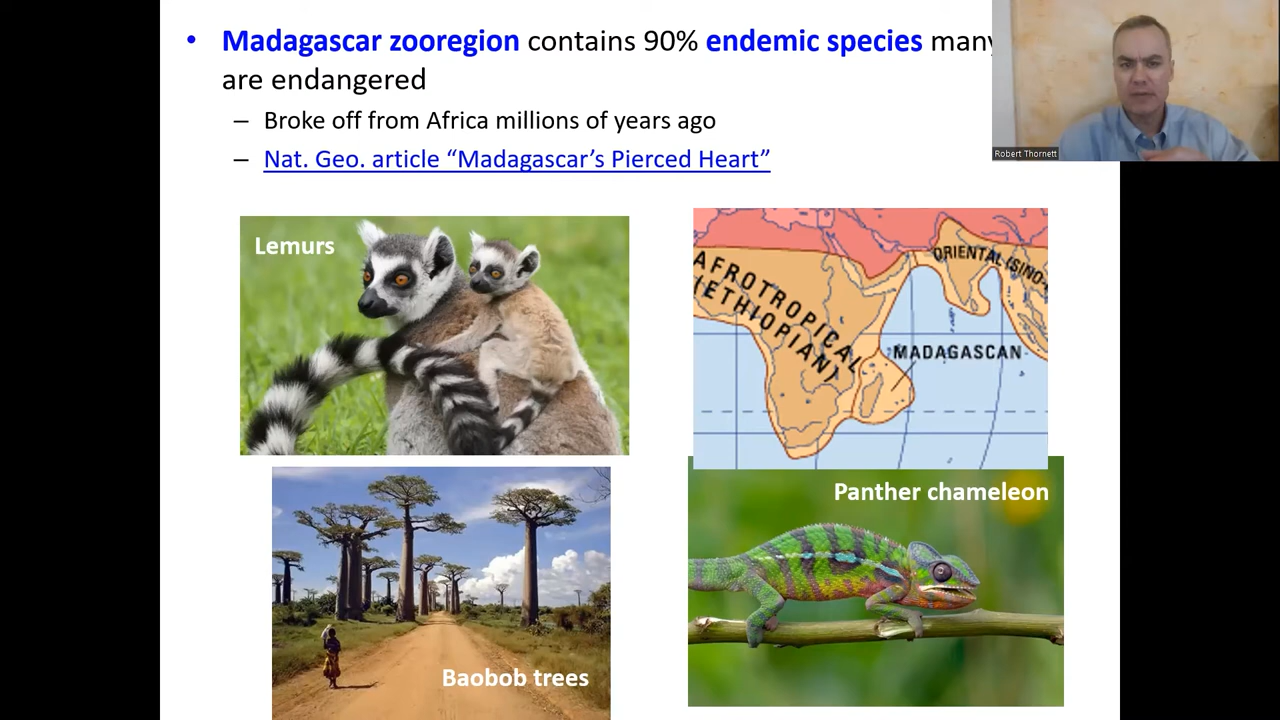 • Madagascar zooregion contains 90% endemic species many
are endangered
– Broke off from Africa millions of years ago
– Nat. Geo. article “Madagascar’s Pierced Heart”
Robert Thornett
Lemurs
AFROTROPICAL
(ETHIOPIAN)
ORIENTAL (SINO-
MADAGASCAN
Baobob trees
Panther chameleon